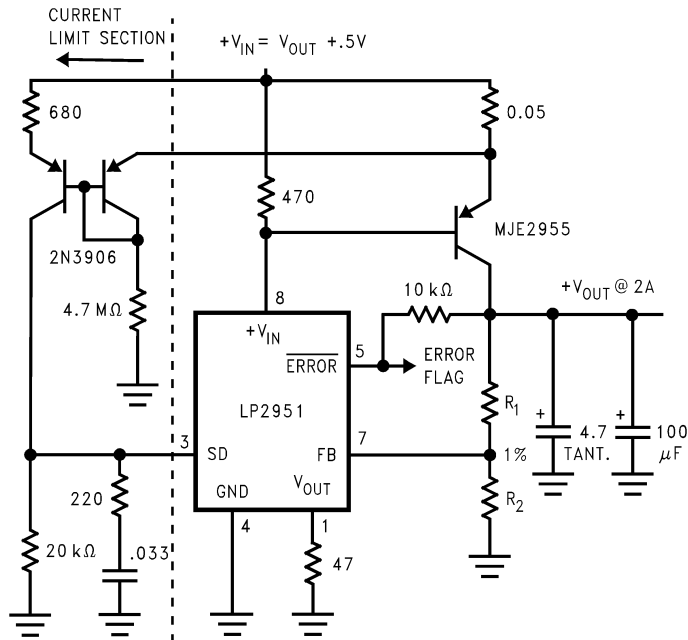 CURRENT
LIMIT SECTION
+VIN = VOUT +.5V
680
0.05
470
MJE2955
2N3906
4.7 MΩ
10 kΩ
+VOUT @ 2A
8
+VIN
5
ERROR
ERROR
FLAG
LP2951
R1
4.7
TANT.
100
μF
3
SD
FB
7
1%
GND
VOUT
R2
220
4
1
20 kΩ
.033
47
+
+